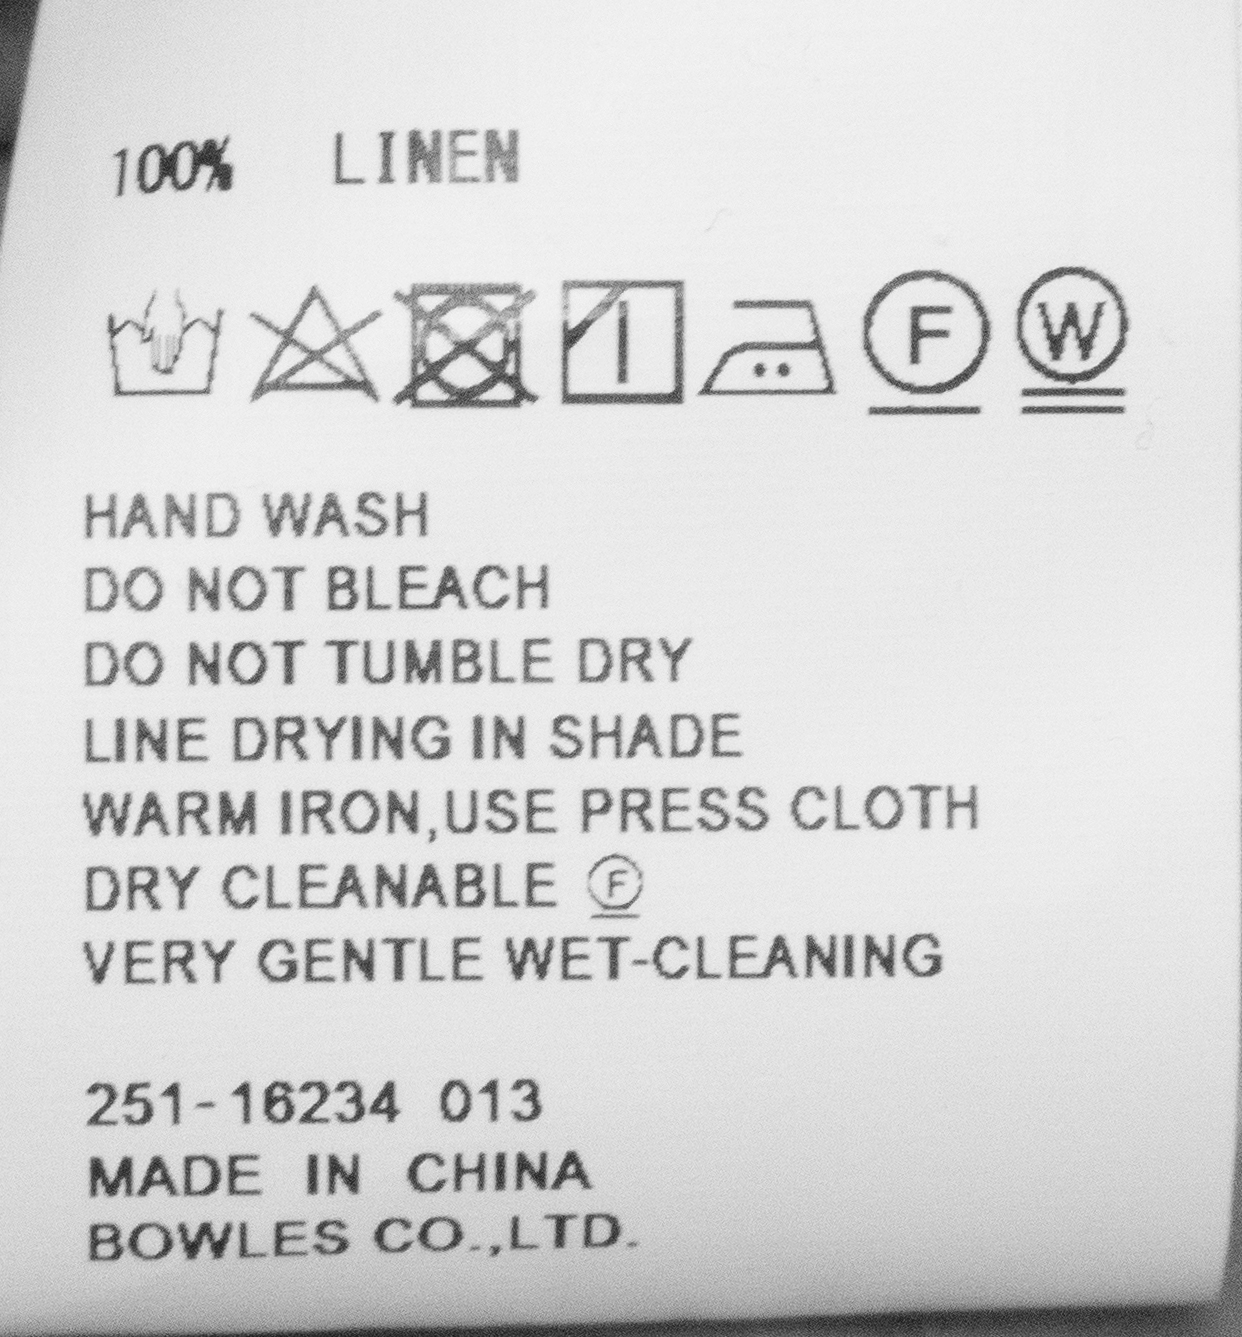 100% LINEN
F W
HAND WASH
DO NOT BLEACH
DO NOT TUMBLE DRY
LINE DRYING IN SHADE
WARM IRON,USE PRESS CLOTH
DRY CLEANABLE F
VERY GENTLE WET-CLEANING
251-16234 013
MADE IN CHINA
BOWLES CO.,LTD.